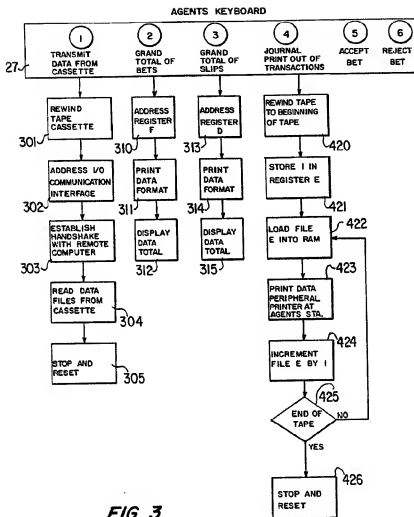 AGENTS KEYBOARD
1 2 3 4 5 6
TRANSMIT DATA FROM CASSETTE
GRAND TOTAL OF BETS
GRAND TOTAL OF SLIPS
JOURNAL PRINT OUT OF TRANSACTIONS
ACCEPT BET
REJECT BET
27
REWIND TAPE CASSETTE
301
ADDRESS I/O COMMUNICATION INTERFACE
302
ESTABLISH HANDSHAKE WITH REMOTE COMPUTER
303
READ DATA FILES FROM CASSETTE
304
STOP AND RESET
305
ADDRESS REGISTER F
310
PRINT DATA FORMAT
311
DISPLAY DATA TOTAL
312
ADDRESS REGISTER D
313
PRINT DATA FORMAT
314
DISPLAY DATA TOTAL
315
REWIND TAPE TO BEGINNING OF TAPE
420
STORE 1 IN REGISTER E
421
LOAD FILE E INTO RAM
422
PRINT DATA PERIPHERAL PRINTER AT AGENTS STA.
423
INCREMENT FILE E BY 1
424
END OF TAPE
425
NO
YES
STOP AND RESET
426
FIG 3